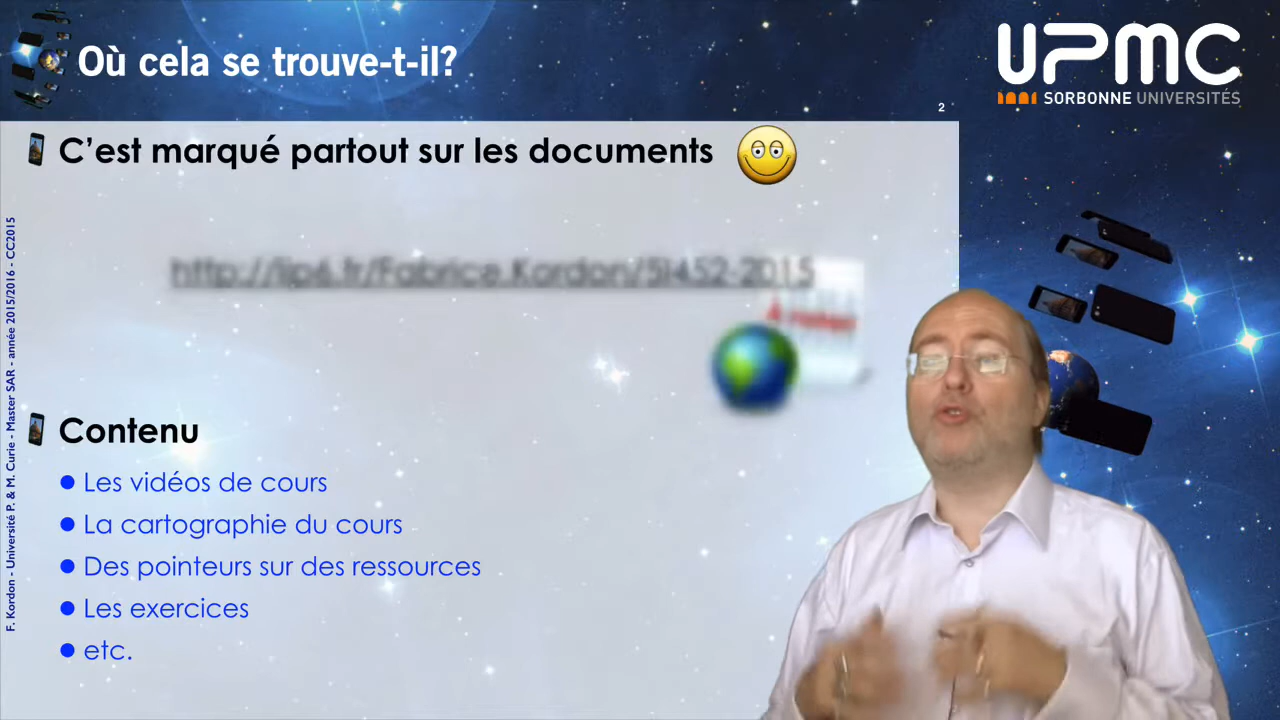 Où cela se trouve-t-il?
UPMC
SORBONNE UNIVERSITÉS
2
C'est marqué partout sur les documents
http://lip6.fr/Fabrice.Kordon/5I452-2015
Contenu
Les vidéos de cours
La cartographie du cours
Des pointeurs sur des ressources
Les exercices
etc.
F. Kordon - Université P. & M. Curie - Master SAR - année 2015/2016 - CC2015